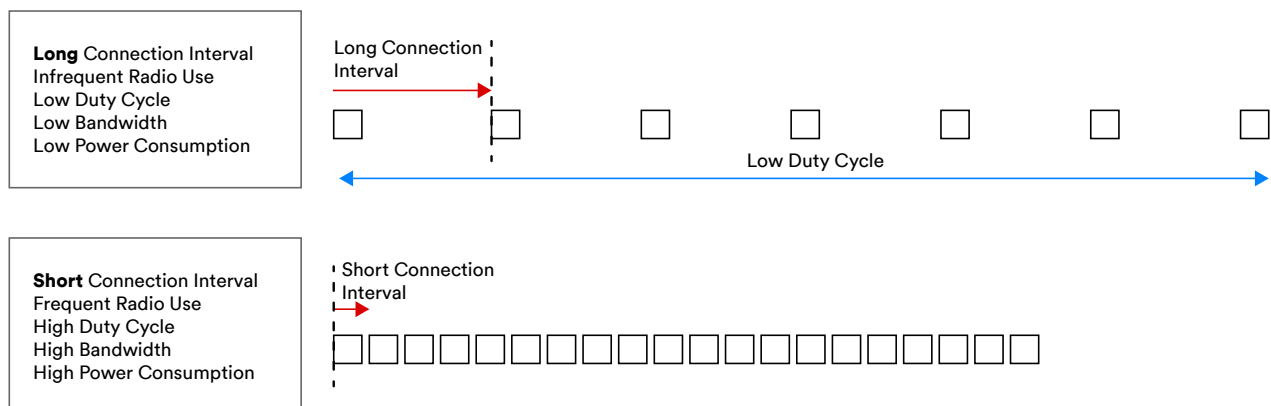 Long Connection Interval
Infrequent Radio Use
Low Duty Cycle
Low Bandwidth
Low Power Consumption
Long Connection
Interval
Low Duty Cycle
Short Connection Interval
Frequent Radio Use
High Duty Cycle
High Bandwidth
High Power Consumption
Short Connection
Interval